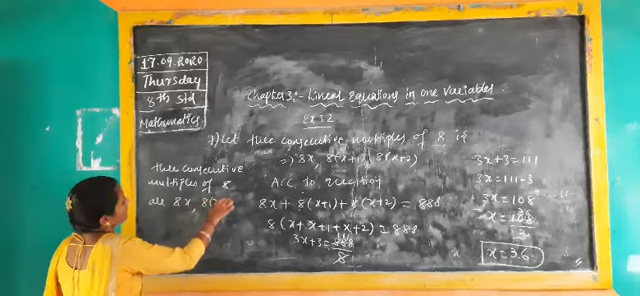 17.09.2020
Thursday
8th std
Mathematics
Chapter 3:- Linear Equations in one Variables.
Ex 3.2
7) Let three consecutive multiples of 8 is
=) 8x, 8(x+1), 8(x+2)
Acc to question
8x + 8(x+1) + 8(x+2) = 888
8(x+x+1+x+2) = 888
3x+3 = 888
8
three consecutive
multiples of 8
are 8x, 8(
3x+3=111
3x=111-3
3x=108
x=108
3
x=36